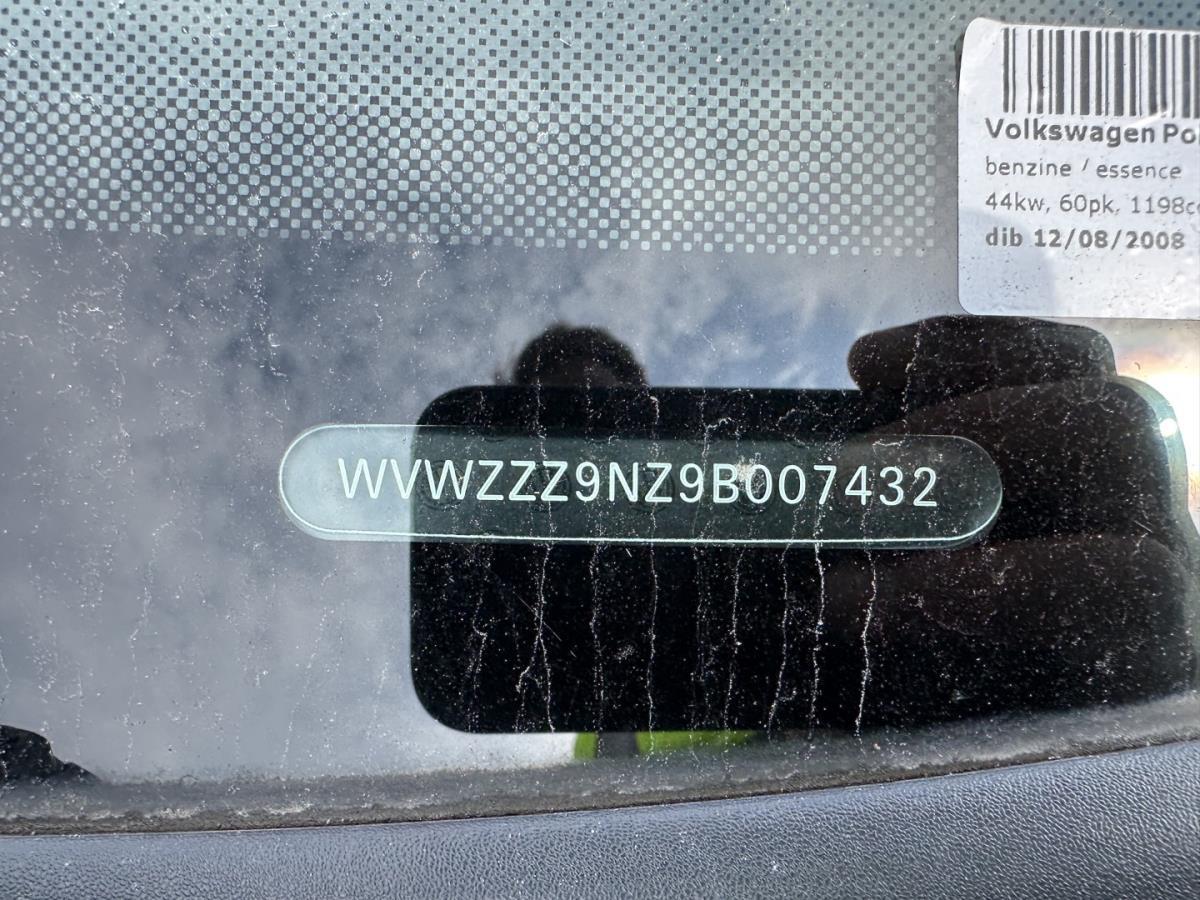 Volkswagen Po
benzine / essence
44kw, 60pk, 1198c
dib 12/08/2008
WVWZZZ9NZ9B007432